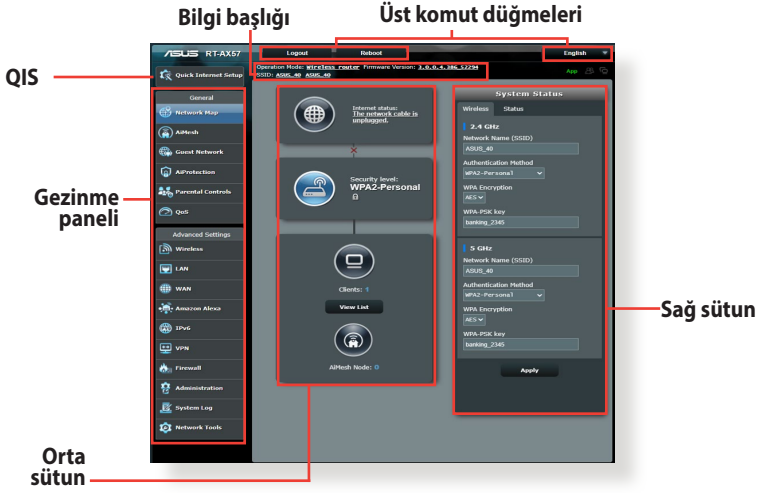 Bilgi başlığı
Üst komut düğmeleri
QIS
Gezinme
paneli
Orta
sütun
Sağ sütun
ASUS RT-AX57
Logout
Reboot
English
Quick Internet Setup
Operation Mode: Wireless router Firmware Version: 3.0.0.4.386_52294
SSID: ASUS_40 ASUS_40
App
General
Network Map
AiMesh
Guest Network
AiProtection
Parental Controls
QoS
Advanced Settings
Wireless
LAN
WAN
Amazon Alexa
IPv6
VPN
Firewall
Administration
System Log
Network Tools
Internet status:
The network cable is
unplugged.
Security level:
WPA2-Personal
Clients: 1
View List
AiMesh Node: 0
System Status
Wireless Status
2.4 GHz
Network Name (SSID)
ASUS_40
Authentication Method
WPA2-Personal
WPA Encryption
AES
WPA-PSK key
banking_2345
5 GHz
Network Name (SSID)
ASUS_40
Authentication Method
WPA2-Personal
WPA Encryption
AES
WPA-PSK key
banking_2345
Apply